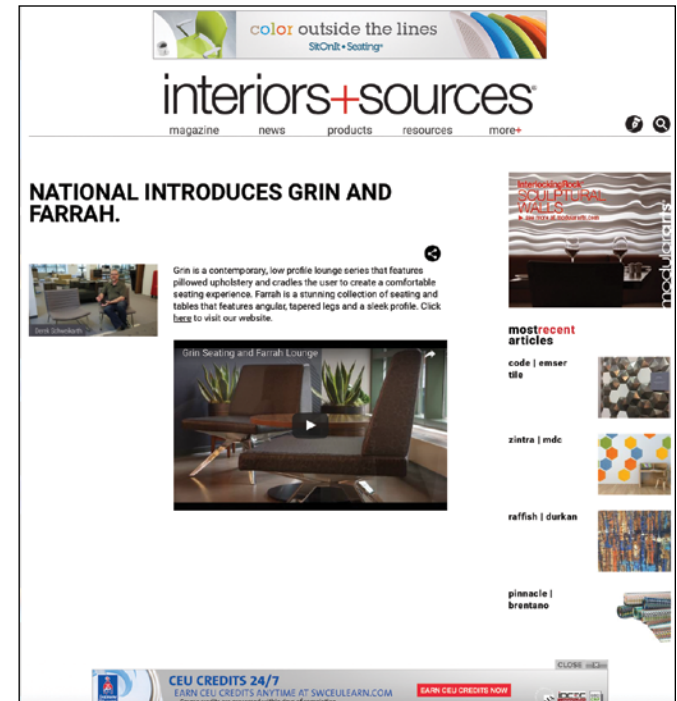 color outside the lines
SitOnIt • Seating®
interiors+sources®
magazine news products resources more+
NATIONAL INTRODUCES GRIN AND
FARRAH.
InterlockingRock®
SCULPTURAL
WALLS
modulararts®
Grin is a contemporary, low profile lounge series that features
pillowed upholstery and cradles the user to create a comfortable
seating experience. Farrah is a stunning collection of seating and
tables that features angular, tapered legs and a sleek profile. Click
here to visit our website.
Grin Seating and Farrah Lounge
mostrecent
articles
code | emser
tile
zintra | mdc
raffish | durkan
pinnacle |
brentano
CLOSE
CEU CREDITS 24/7
EARN CEU CREDITS ANYTIME AT SWCEULEARN.COM
EARN CEU CREDITS NOW